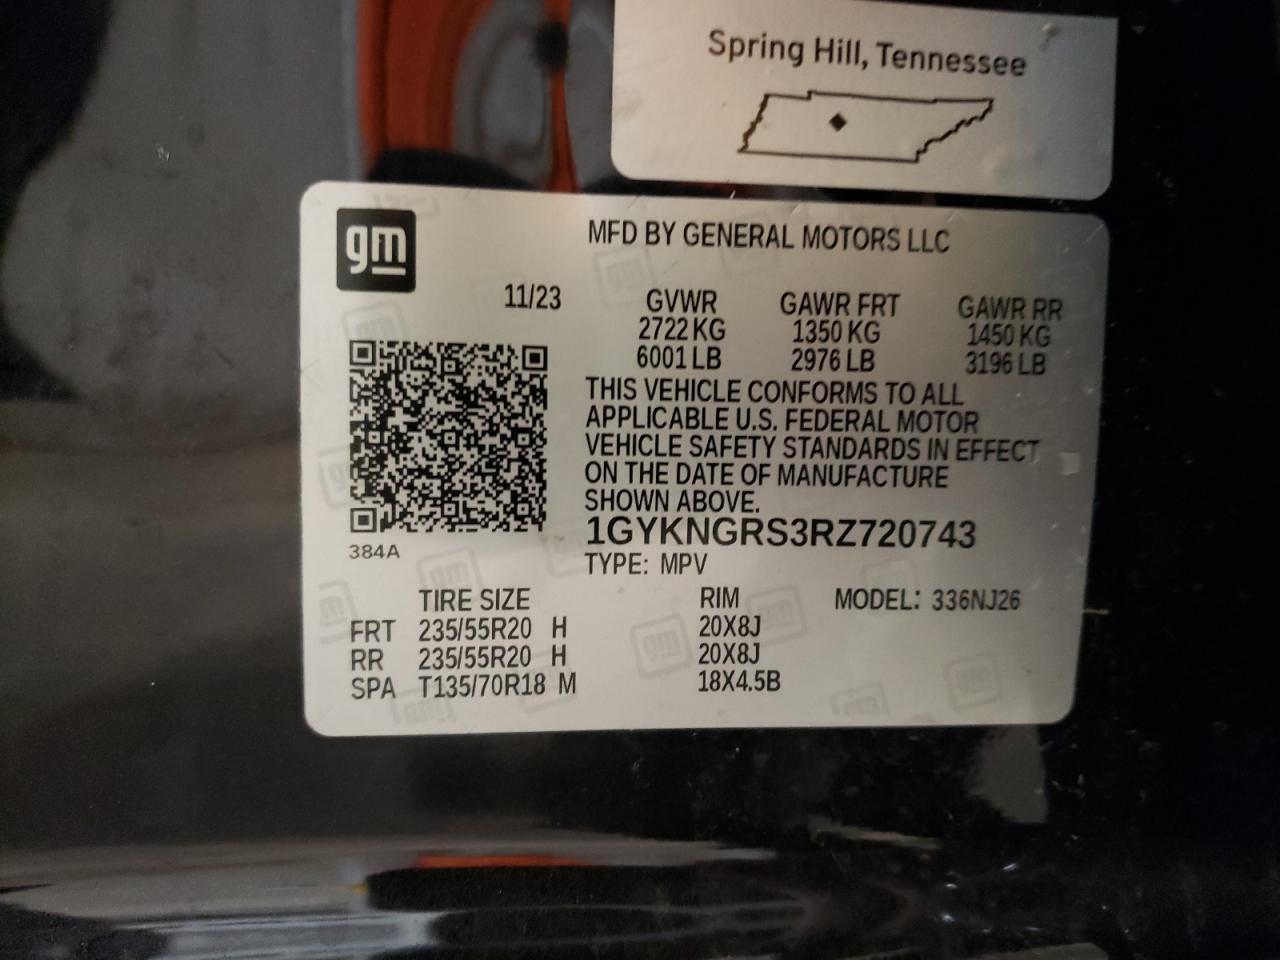 Spring Hill, Tennessee
gm
MFD BY GENERAL MOTORS LLC
11/23
GVWR GAWR FRT GAWR RR
2722 KG 1350 KG 1450 KG
6001 LB 2976 LB 3196 LB
THIS VEHICLE CONFORMS TO ALL
APPLICABLE U.S. FEDERAL MOTOR
VEHICLE SAFETY STANDARDS IN EFFECT
ON THE DATE OF MANUFACTURE
SHOWN ABOVE.
1GYKNGRS3RZ720743
384A
TYPE: MPV
TIRE SIZE RIM MODEL: 336NJ26
FRT 235/55R20 H 20X8J
RR 235/55R20 H 20X8J
SPA T135/70R18 M 18X4.5B